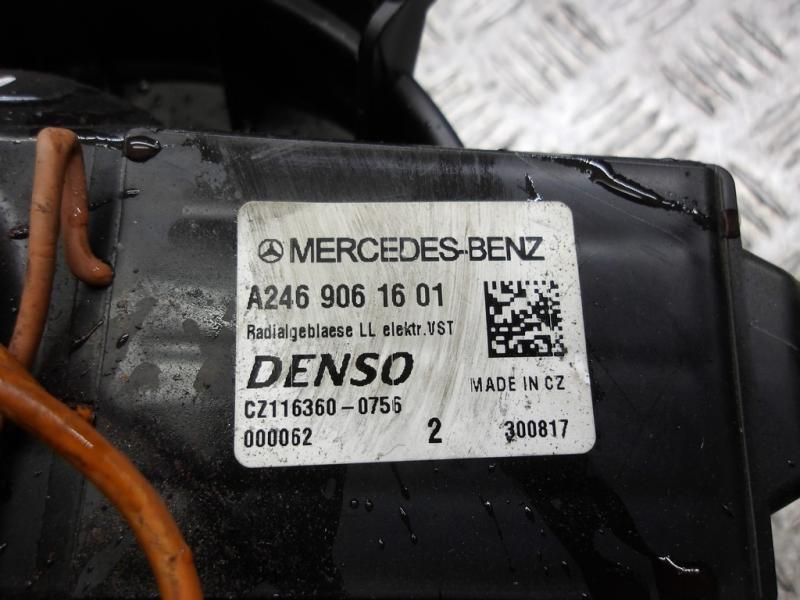 MERCEDES-BENZ
A246 906 16 01
Radialgeblaese LL elektr.VST
DENSO
MADE IN CZ
CZ116360-0756
000062 2 300817